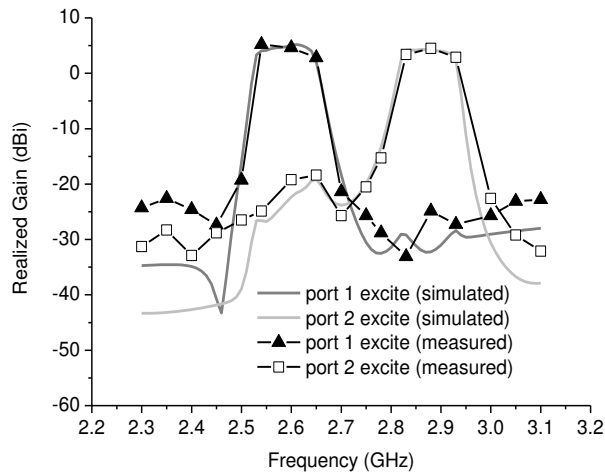 10
0
-10
-20
-30
-40
-50
-60
Realized Gain (dBi)
port 1 excite (simulated)
port 2 excite (simulated)
port 1 excite (measured)
port 2 excite (measured)
2.2 2.3 2.4 2.5 2.6 2.7 2.8 2.9 3.0 3.1 3.2
Frequency (GHz)